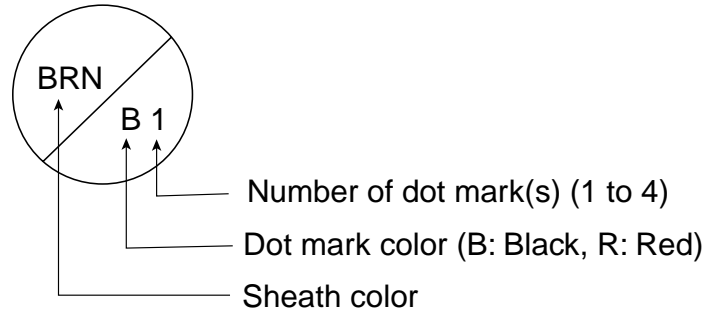 BRN
B 1
Number of dot mark(s) (1 to 4)
Dot mark color (B: Black, R: Red)
Sheath color